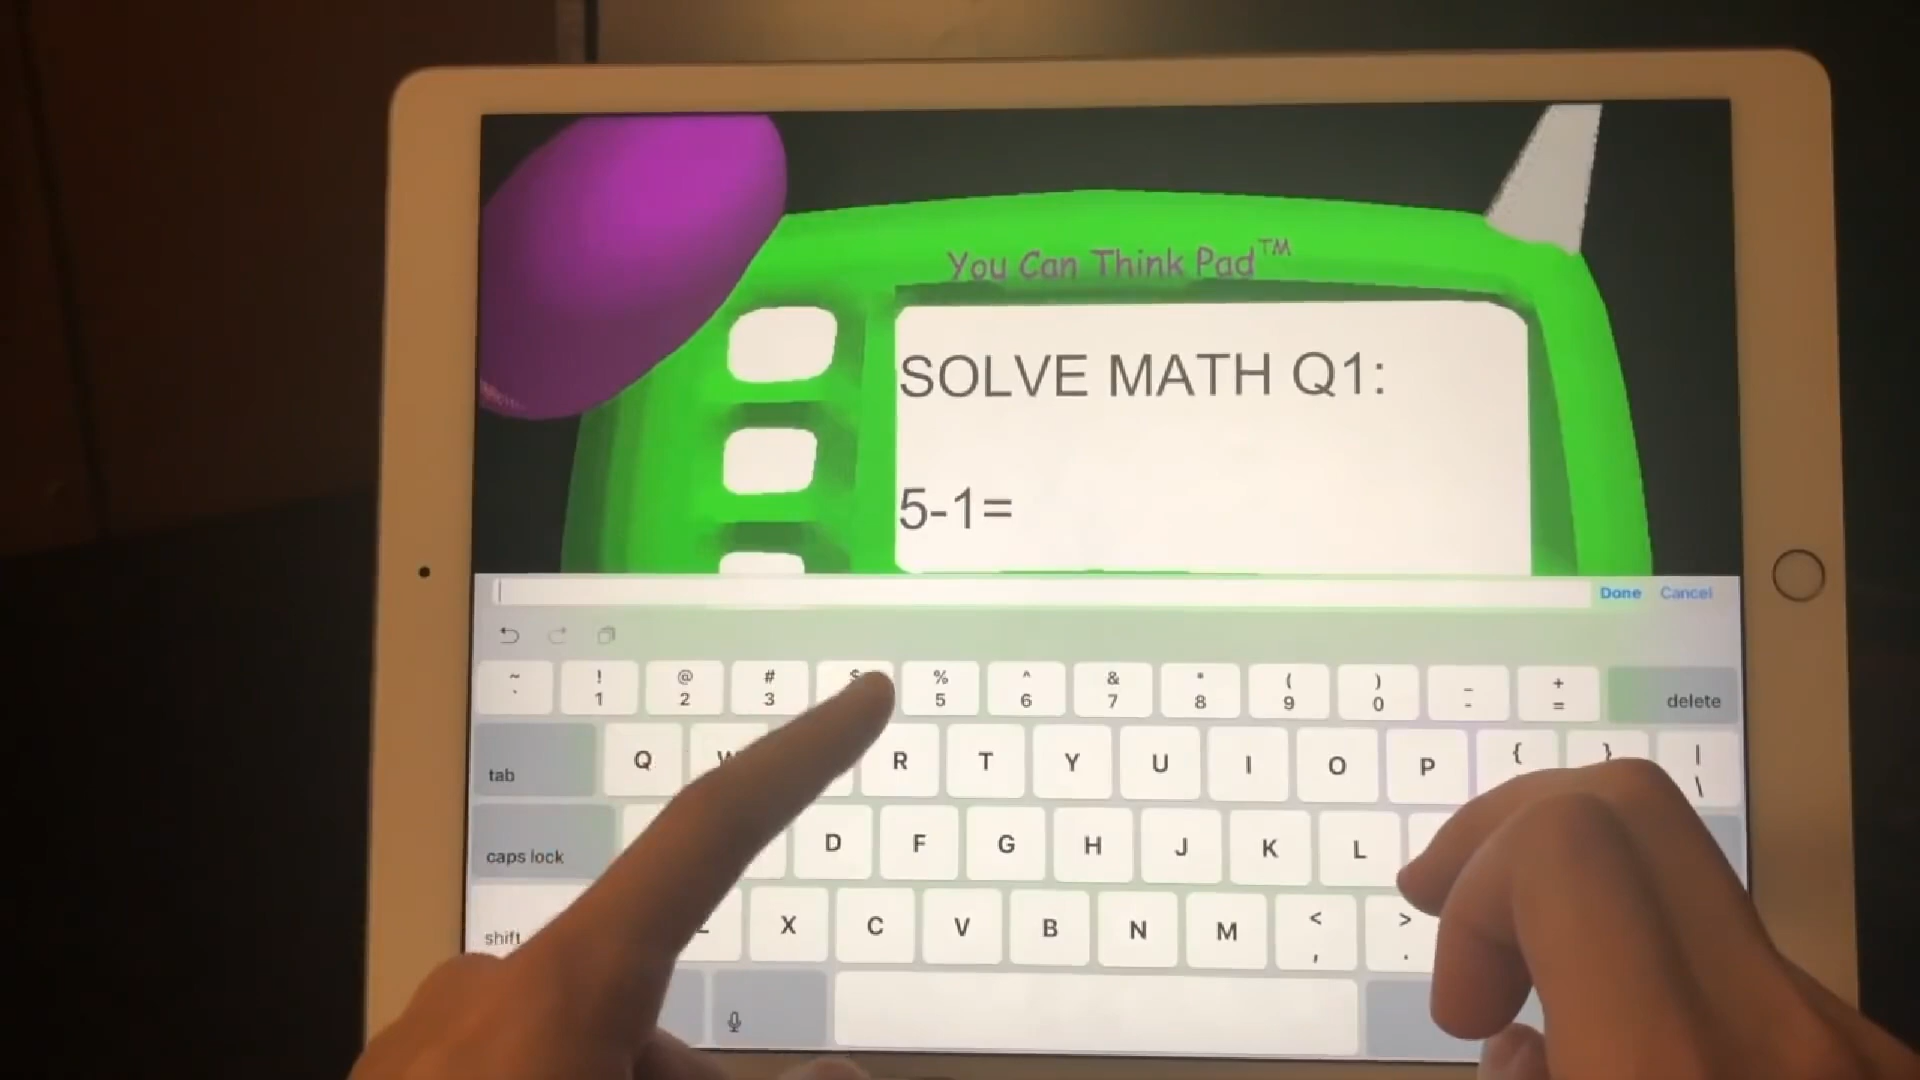 You Can Think Pad™
SOLVE MATH Q1:
5-1=
Done Cancel
~ ! @ # $ % ^ & * ( ) _ +
` 1 2 3 5 6 7 8 9 0 - = delete
tab Q W R T Y U I O P { } |
\
caps lock D F G H J K L
shift Z X C V B N M < >
, .